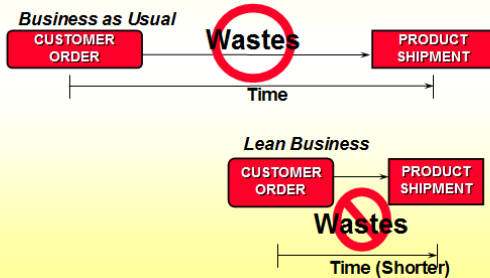 Business as Usual
CUSTOMER
ORDER
Wastes
PRODUCT
SHIPMENT
Time
Lean Business
CUSTOMER
ORDER
PRODUCT
SHIPMENT
Wastes
Time (Shorter)